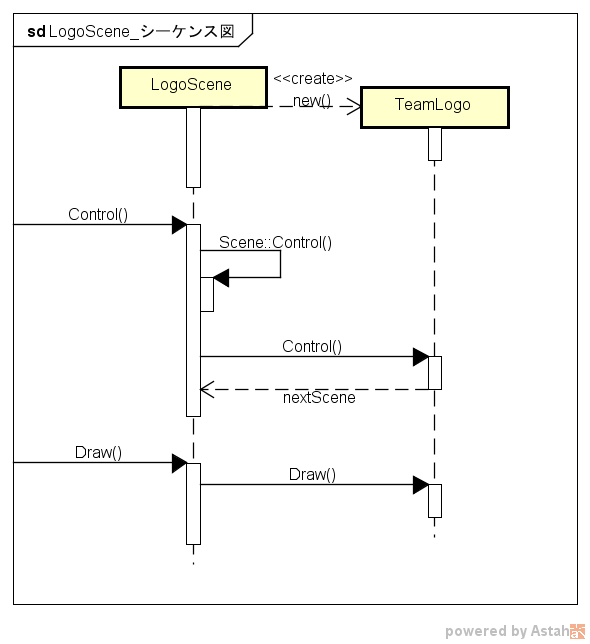 sd LogoScene_シーケンス図
LogoScene
<<create>>
new()
TeamLogo
Control()
Scene::Control()
Control()
nextScene
Draw()
Draw()
powered by Astah